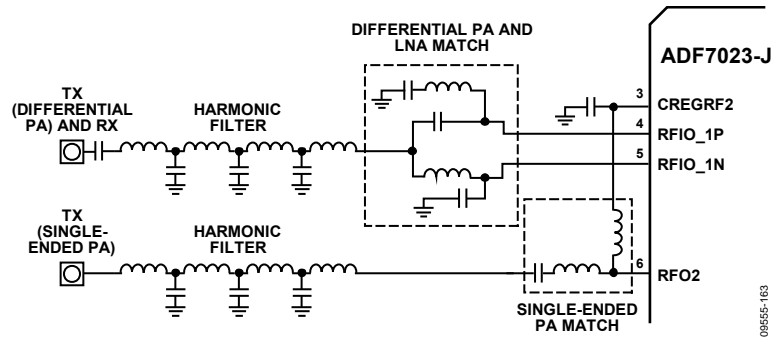 DIFFERENTIAL PA AND
LNA MATCH
ADF7023-J
TX
(DIFFERENTIAL
PA) AND RX
HARMONIC
FILTER
3
CREGRF2
4
RFIO_1P
5
RFIO_1N
TX
(SINGLE-
ENDED PA)
HARMONIC
FILTER
6
RFO2
SINGLE-ENDED
PA MATCH
09555-163